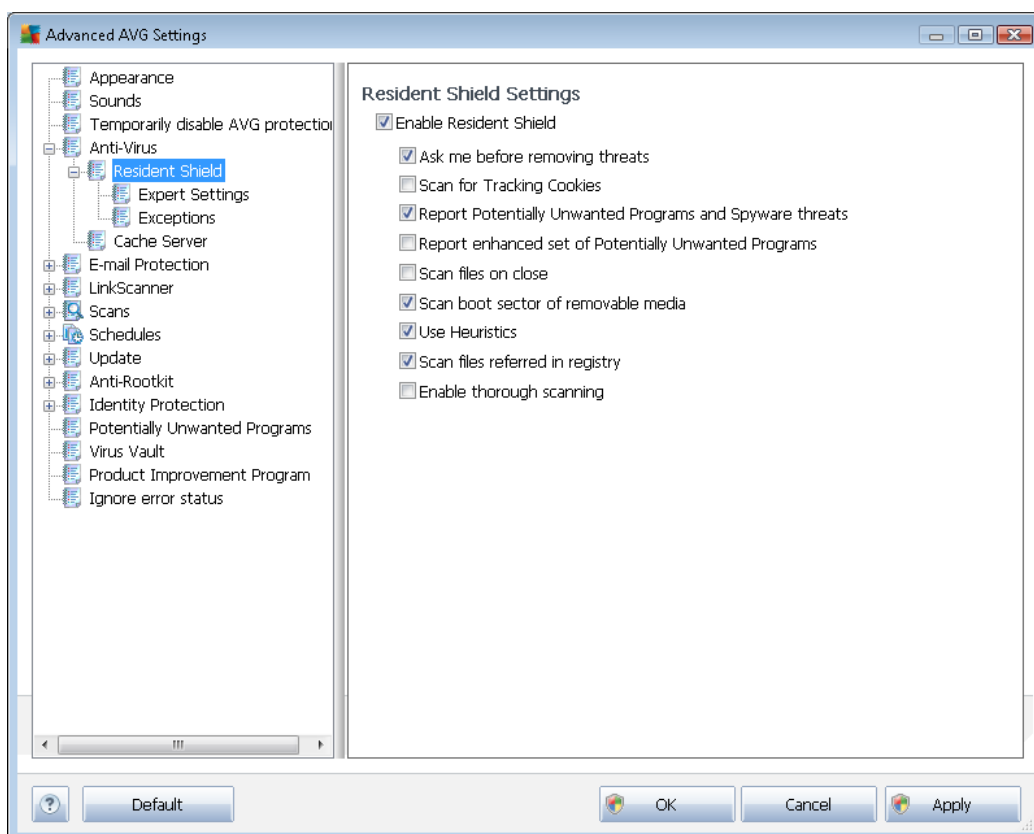 Advanced AVG Settings
Appearance
Sounds
Temporarily disable AVG protection
Anti-Virus
Resident Shield
Expert Settings
Exceptions
Cache Server
E-mail Protection
LinkScanner
Scans
Schedules
Update
Anti-Rootkit
Identity Protection
Potentially Unwanted Programs
Virus Vault
Product Improvement Program
Ignore error status
Resident Shield Settings
Enable Resident Shield
Ask me before removing threats
Scan for Tracking Cookies
Report Potentially Unwanted Programs and Spyware threats
Report enhanced set of Potentially Unwanted Programs
Scan files on close
Scan boot sector of removable media
Use Heuristics
Scan files referred in registry
Enable thorough scanning
? Default OK Cancel Apply